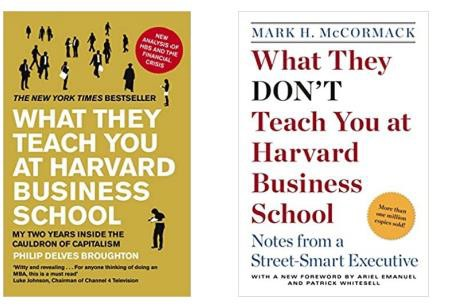 NEW
ANALYSIS OF
HBS AND THE
FINANCIAL
CRISIS
THE NEW YORK TIMES BESTSELLER
WHAT THEY
TEACH YOU
AT HARVARD
BUSINESS
SCHOOL
MY TWO YEARS INSIDE THE
CAULDRON OF CAPITALISM
PHILIP DELVES BROUGHTON
'Witty and revealing . . . For anyone thinking of doing an
MBA, this is a must read'
Luke Johnson, Chairman of Channel 4 Television
MARK H. McCORMACK
What They
DON'T
Teach You at
Harvard
Business
School
More than
one million
copies sold!
Notes from a
Street-Smart Executive
WITH A NEW FOREWORD BY ARIEL EMANUEL
AND PATRICK WHITESELL